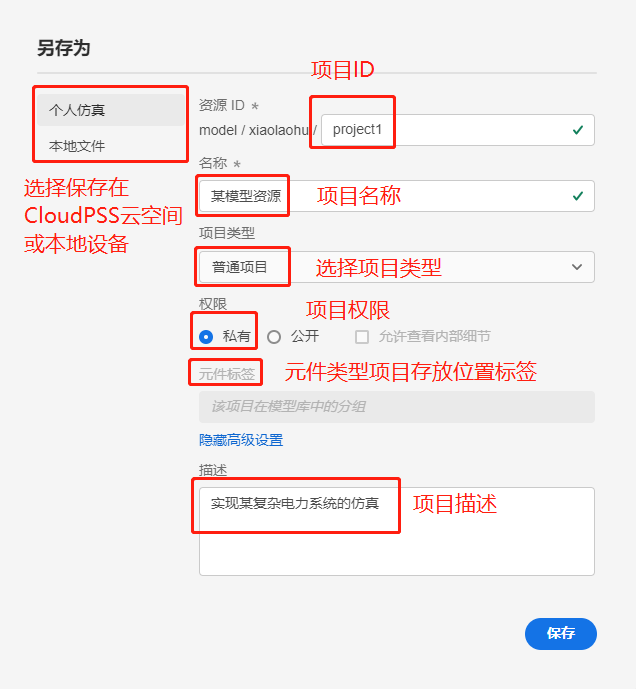 另存为
项目ID
个人仿真
本地文件
选择保存在
CloudPSS云空间
或本地设备
资源 ID *
model / xiaolaohu / project1
名称 *
某模型资源
项目名称
项目类型
普通项目
选择项目类型
权限
项目权限
私有
公开
允许查看内部细节
元件标签
元件类型项目存放位置标签
该项目在模型库中的分组
隐藏高级设置
描述
实现某复杂电力系统的仿真
项目描述
保存